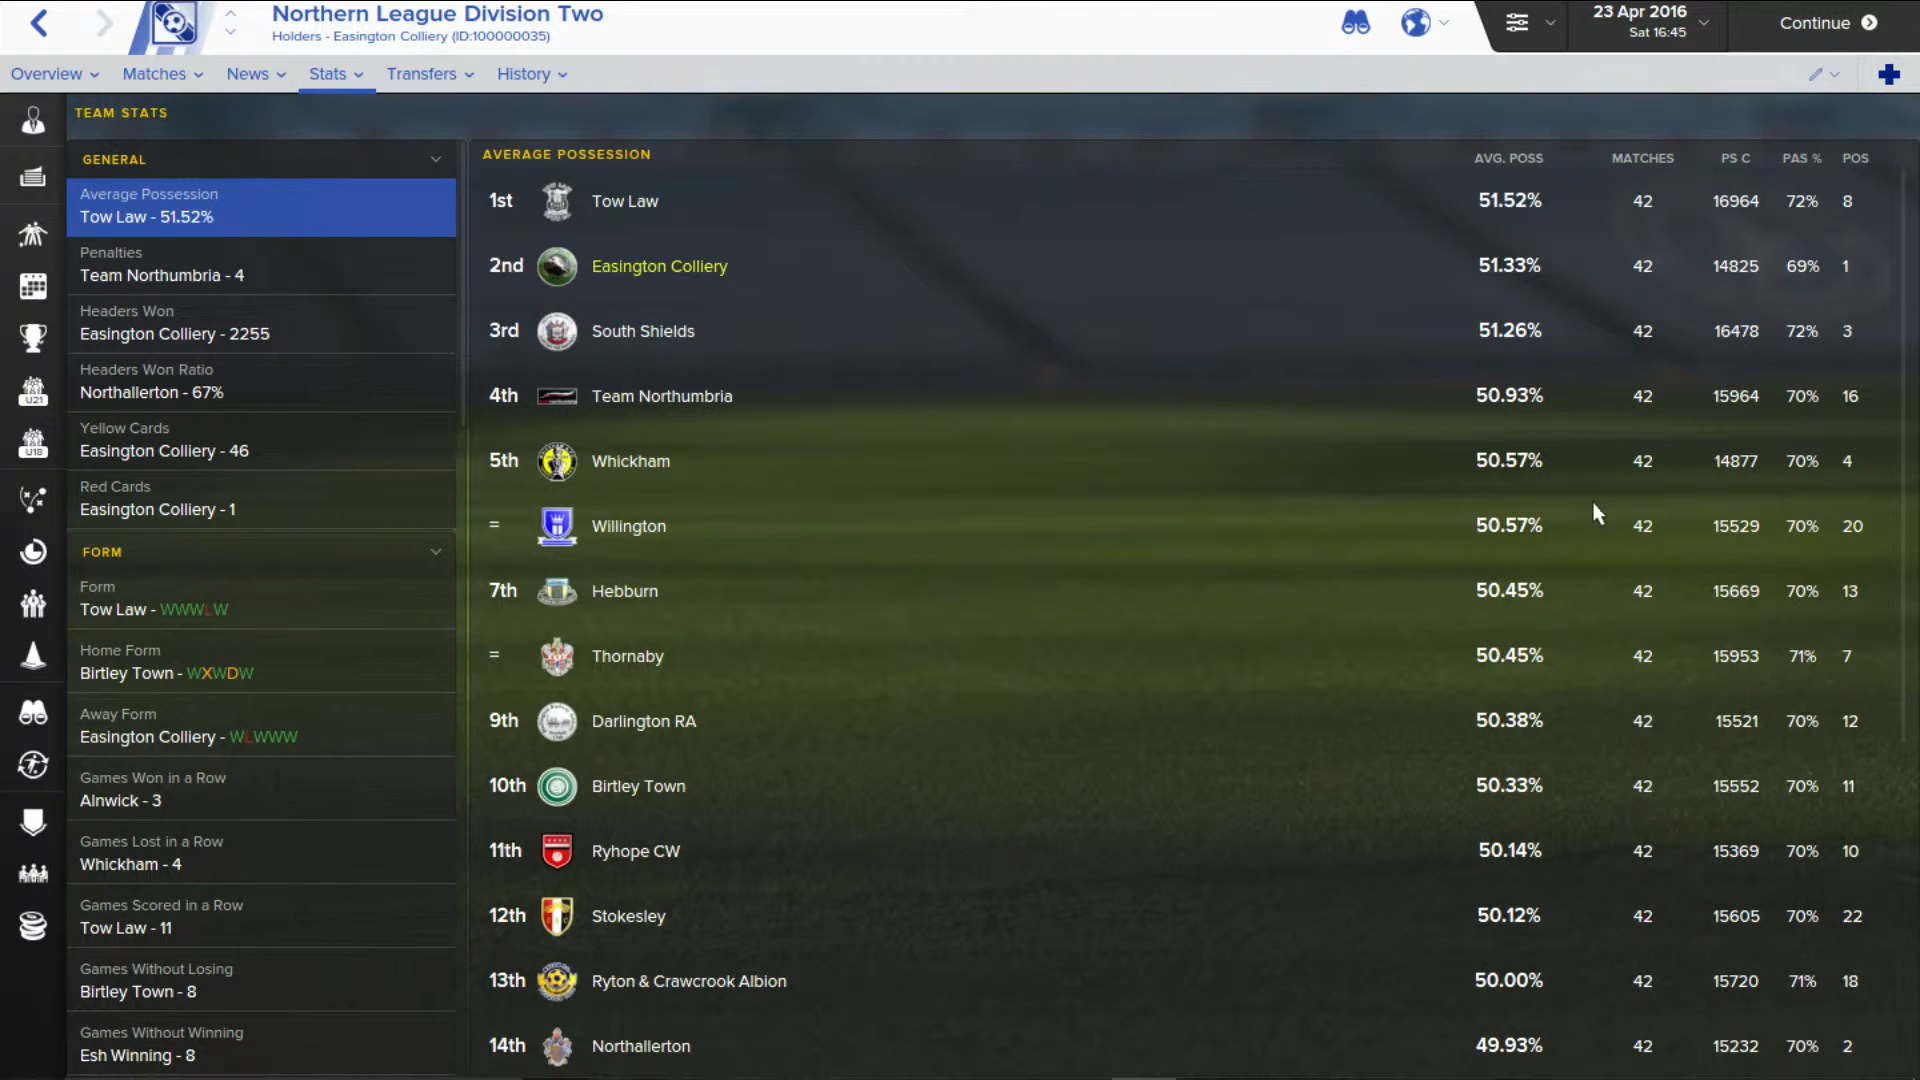 Northern League Division Two
Holders - Easington Colliery (ID:100000035)
23 Apr 2016
Sat 16:45
Continue
Overview
Matches
News
Stats
Transfers
History
TEAM STATS
GENERAL
Average Possession
Tow Law - 51.52%
Penalties
Team Northumbria - 4
Headers Won
Easington Colliery - 2255
Headers Won Ratio
Northallerton - 67%
Yellow Cards
Easington Colliery - 46
Red Cards
Easington Colliery - 1
FORM
Form
Tow Law - WWWLW
Home Form
Birtley Town - WXWDW
Away Form
Easington Colliery - WLWWW
Games Won in a Row
Alnwick - 3
Games Lost in a Row
Whickham - 4
Games Scored in a Row
Tow Law - 11
Games Without Losing
Birtley Town - 8
Games Without Winning
Esh Winning - 8
U21
U18
AVERAGE POSSESSION AVG. POSS MATCHES PS C PAS % POS
1st Tow Law 51.52% 42 16964 72% 8
2nd Easington Colliery 51.33% 42 14825 69% 1
3rd South Shields 51.26% 42 16478 72% 3
4th Team Northumbria 50.93% 42 15964 70% 16
5th Whickham 50.57% 42 14877 70% 4
= Willington 50.57% 42 15529 70% 20
7th Hebburn 50.45% 42 15669 70% 13
= Thornaby 50.45% 42 15953 71% 7
9th Darlington RA 50.38% 42 15521 70% 12
10th Birtley Town 50.33% 42 15552 70% 11
11th Ryhope CW 50.14% 42 15369 70% 10
12th Stokesley 50.12% 42 15605 70% 22
13th Ryton & Crawcrook Albion 50.00% 42 15720 71% 18
14th Northallerton 49.93% 42 15232 70% 2